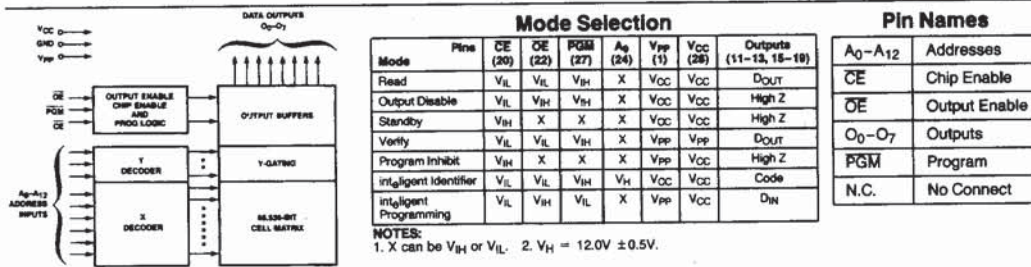 VCC
GND
VPP
DATA OUTPUTS
O0–O7
OE
PGM
CE
OUTPUT ENABLE
CHIP ENABLE
AND
PROG LOGIC
OUTPUT BUFFERS
Y
DECODER
Y-GATING
A0–A12
ADDRESS
INPUTS
X
DECODER
65,536-BIT
CELL MATRIX
Mode Selection
Pins CE OE PGM A9 VPP VCC Outputs
Mode (20) (22) (27) (24) (1) (28) (11–13, 15–19)
Read VIL VIL VIH X VCC VCC DOUT
Output Disable VIL VIH VIH X VCC VCC High Z
Standby VIH X X X VCC VCC High Z
Verify VIL VIL VIH X VPP VPP DOUT
Program Inhibit VIH X X X VPP VCC High Z
inteligent Identifier VIL VIL VIH VH VCC VCC Code
inteligent
Programming VIL VIH VIL X VPP VCC DIN
NOTES:
1. X can be VIH or VIL. 2. VH = 12.0V ±0.5V.
Pin Names
A0–A12 Addresses
CE Chip Enable
OE Output Enable
O0–O7 Outputs
PGM Program
N.C. No Connect